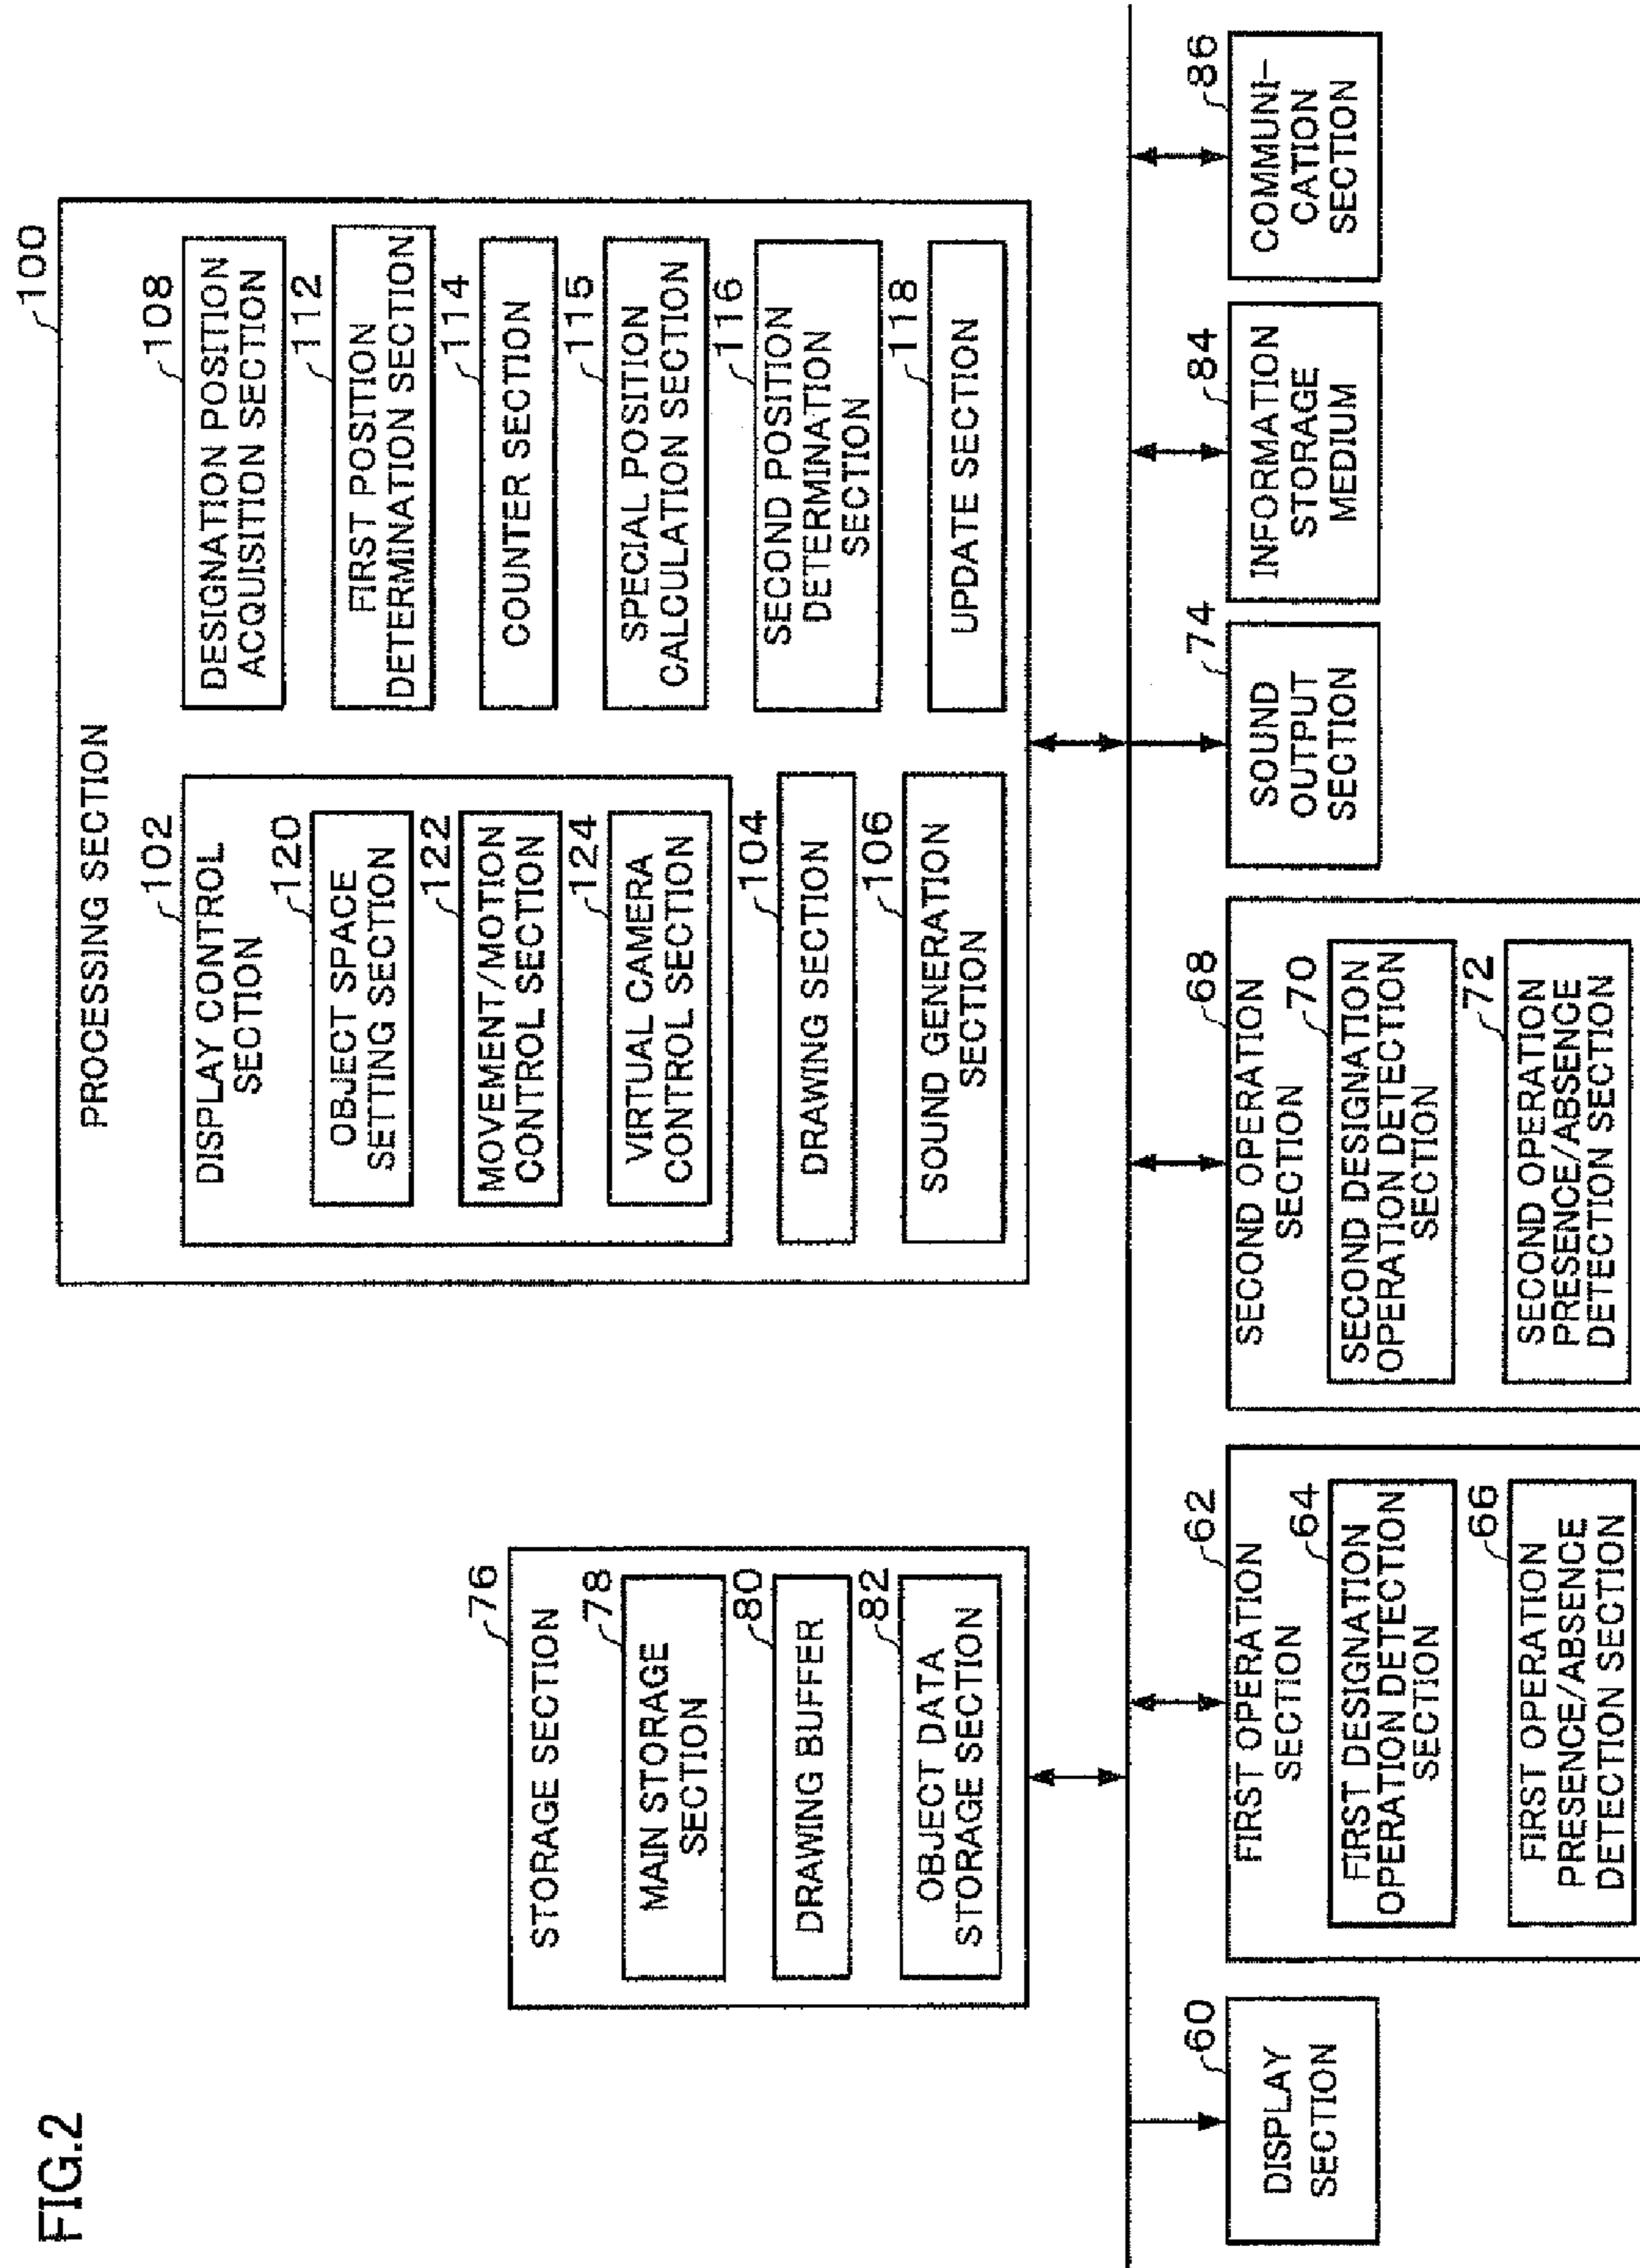 FIG.2
100
PROCESSING SECTION
102
DISPLAY CONTROL
SECTION
120
OBJECT SPACE
SETTING SECTION
122
MOVEMENT/MOTION
CONTROL SECTION
124
VIRTUAL CAMERA
CONTROL SECTION
104
DRAWING SECTION
106
SOUND GENERATION
SECTION
108
DESIGNATION POSITION
ACQUISITION SECTION
112
FIRST POSITION
DETERMINATION SECTION
114
COUNTER SECTION
115
SPECIAL POSITION
CALCULATION SECTION
116
SECOND POSITION
DETERMINATION
SECTION
118
UPDATE SECTION
76
STORAGE SECTION
78
MAIN STORAGE
SECTION
80
DRAWING BUFFER
82
OBJECT DATA
STORAGE SECTION
60
DISPLAY
SECTION
62
FIRST OPERATION
SECTION
64
FIRST DESIGNATION
OPERATION DETECTION
SECTION
66
FIRST OPERATION
PRESENCE/ABSENCE
DETECTION SECTION
68
SECOND OPERATION
SECTION
70
SECOND DESIGNATION
OPERATION DETECTION
SECTION
72
SECOND OPERATION
PRESENCE/ABSENCE
DETECTION SECTION
74
SOUND
OUTPUT
SECTION
84
INFORMATION
STORAGE
MEDIUM
86
COMMUNI-
CATION
SECTION